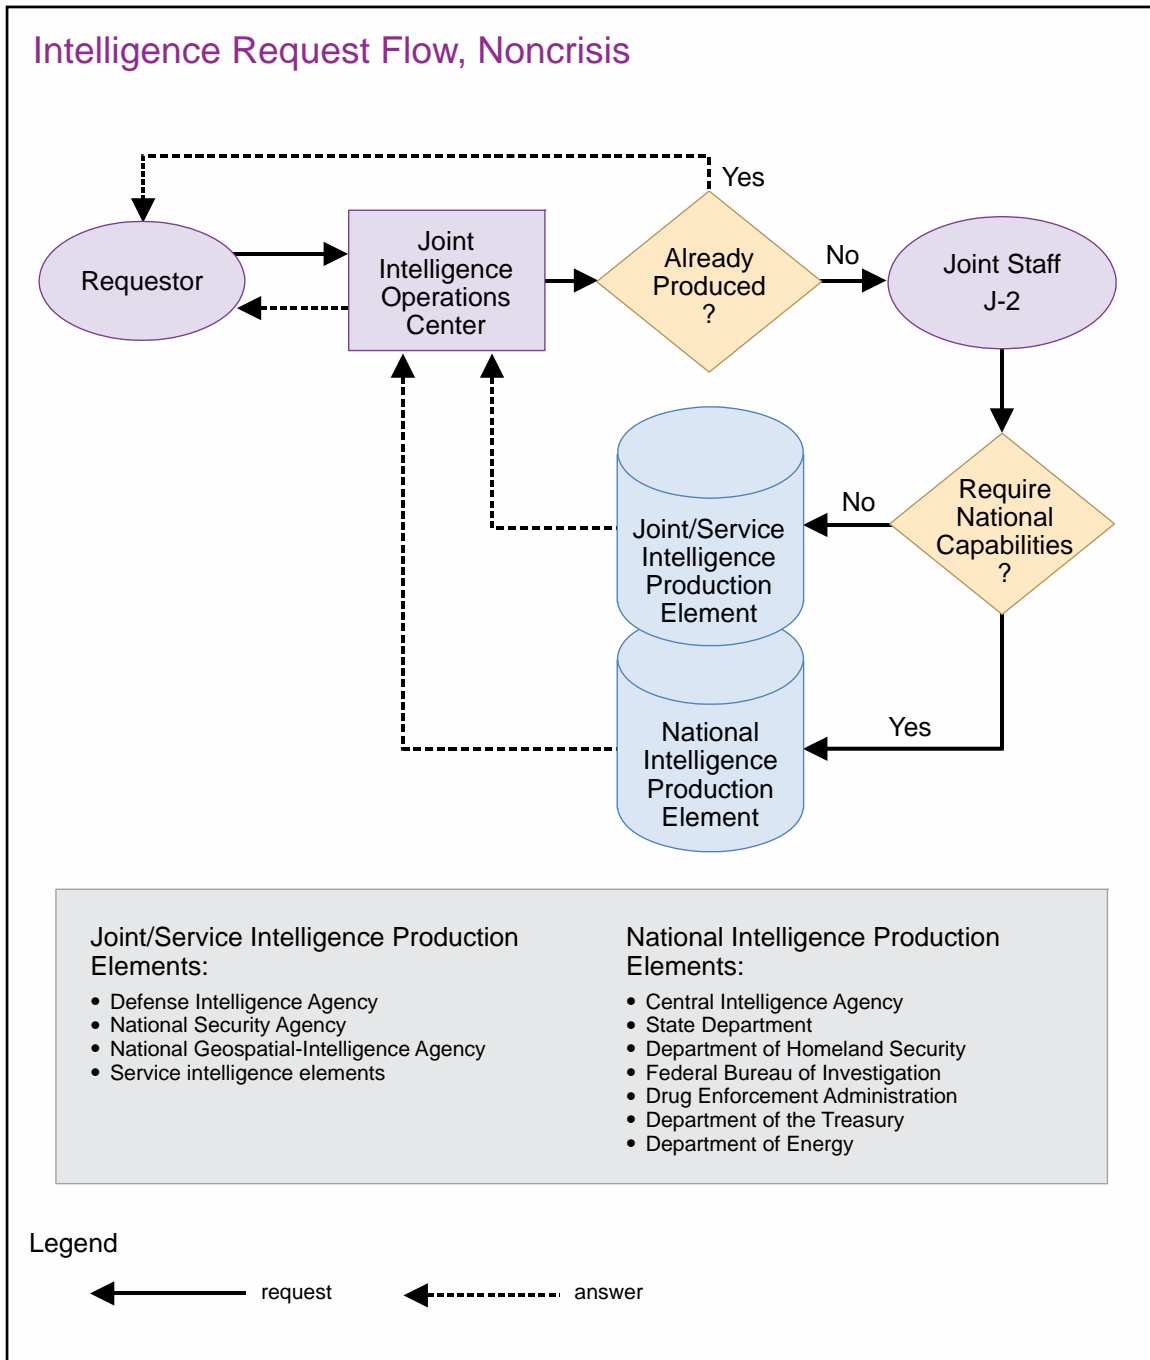 Intelligence Request Flow, Noncrisis
Yes
Requestor
Joint
Intelligence
Operations
Center
Already
Produced
?
No
Joint Staff
J-2
Require
National
Capabilities
?
No
Joint/Service
Intelligence
Production
Element
Yes
National
Intelligence
Production
Element
Joint/Service Intelligence Production
Elements:
• Defense Intelligence Agency
• National Security Agency
• National Geospatial-Intelligence Agency
• Service intelligence elements
National Intelligence Production
Elements:
• Central Intelligence Agency
• State Department
• Department of Homeland Security
• Federal Bureau of Investigation
• Drug Enforcement Administration
• Department of the Treasury
• Department of Energy
Legend
request
answer